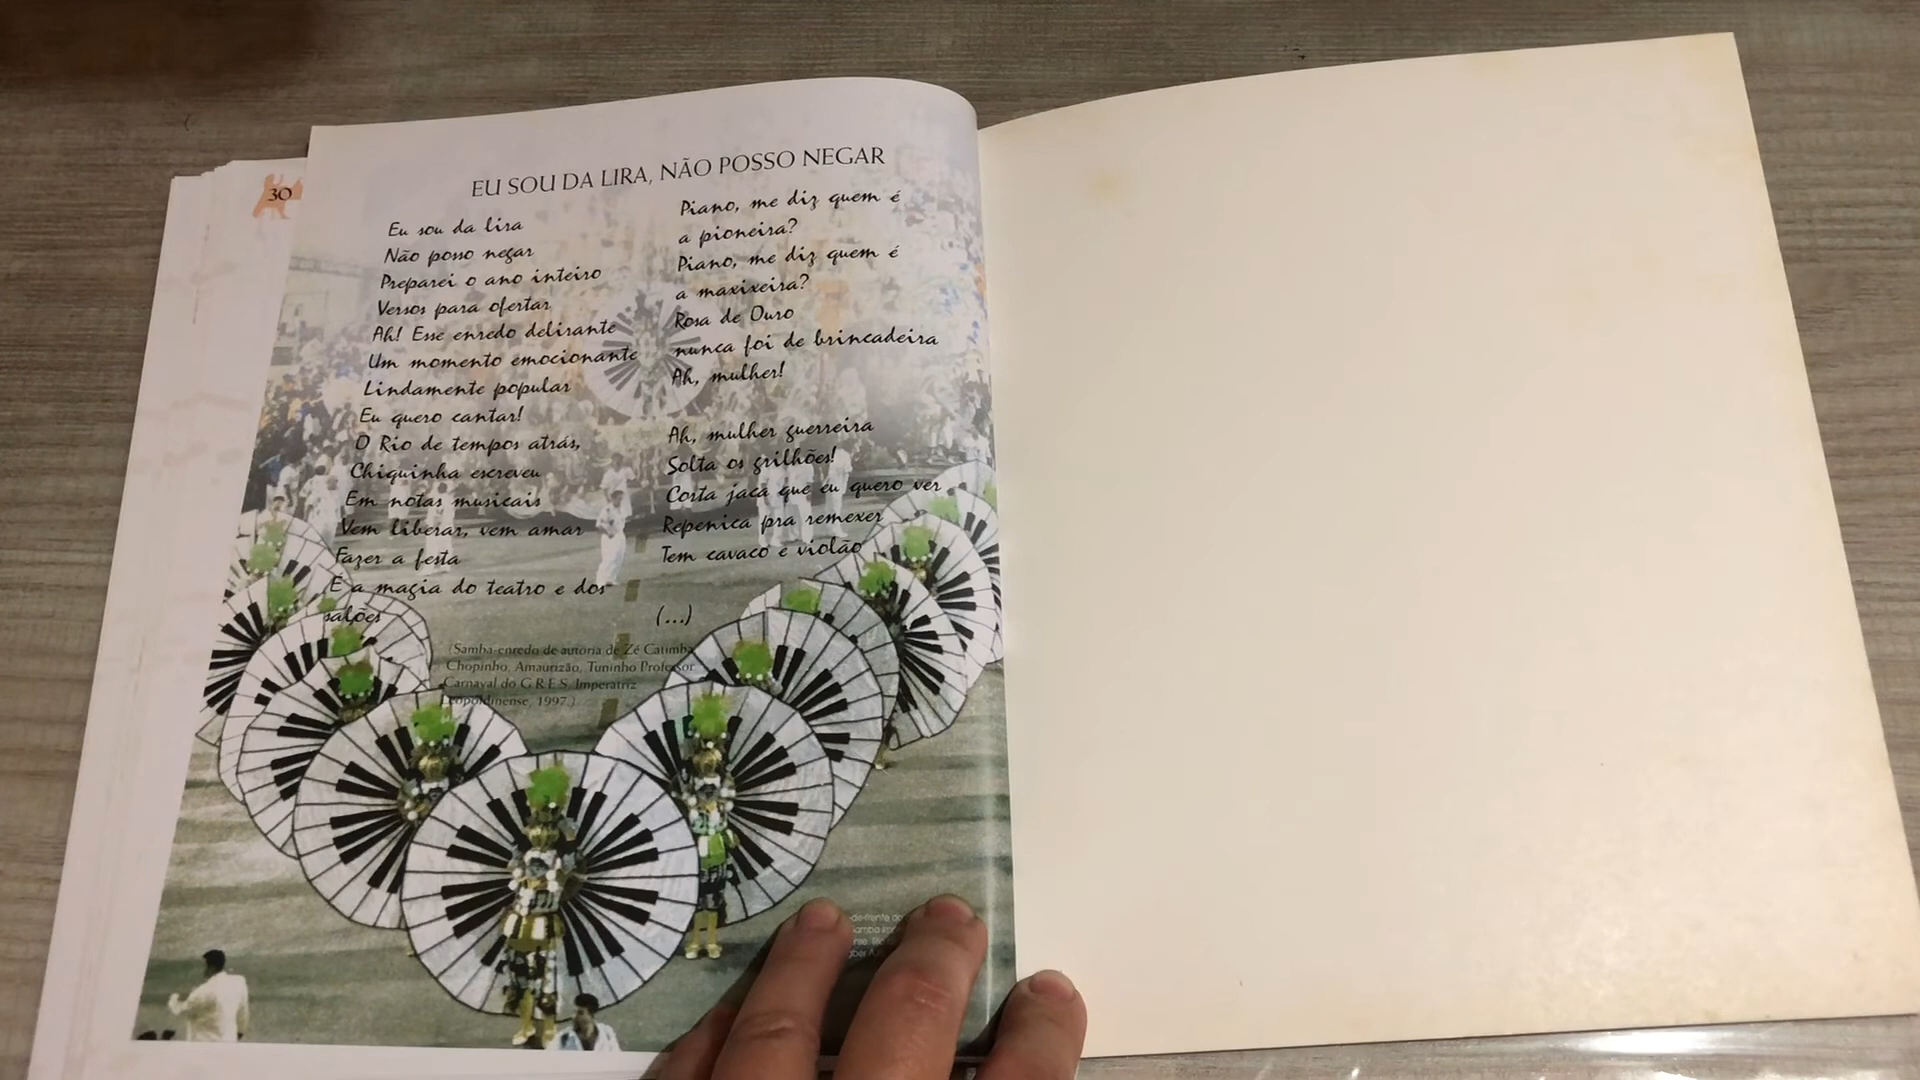 30
EU SOU DA LIRA, NÃO POSSO NEGAR
Eu sou da lira
Não posso negar
Preparei o ano inteiro
Versos para ofertar
Ah! Esse enredo delirante
Um momento emocionante
Lindamente popular
Eu quero cantar!
O Rio de tempos atrás,
Chiquinha escreveu
Em notas musicais
Vem liberar, vem amar
Fazer a festa
É a magia do teatro e dos
salões
Piano, me diz quem é
a pioneira?
Piano, me diz quem é
a maxixeira?
Rosa de Ouro
nunca foi de brincadeira
Ah, mulher!
Ah, mulher guerreira
Solta os grilhões!
Corta jaca que eu quero ver
Repenica pra remexer
Tem cavaco e violão
(...)
(Samba-enredo de autoria de Zé Catimba,
Chopinho, Amaurizão, Tuninho Professor.
Carnaval do G.R.E.S. Imperatriz
Leopoldinense, 1997.)